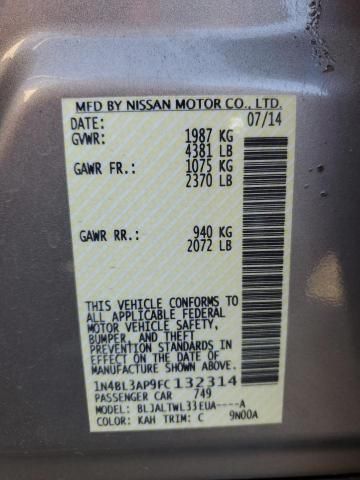 MFD BY NISSAN MOTOR CO., LTD.
DATE: 07/14
GVWR: 1987 KG
4381 LB
GAWR FR.: 1075 KG
2370 LB
GAWR RR.: 940 KG
2072 LB
THIS VEHICLE CONFORMS TO
ALL APPLICABLE FEDERAL
MOTOR VEHICLE SAFETY,
BUMPER, AND THEFT
PREVENTION STANDARDS IN
EFFECT ON THE DATE OF
MANUFACTURE SHOWN ABOVE.
1N4BL3AP9FC132314
PASSENGER CAR 749
MODEL: BLJALTWL33EUA----A
COLOR: KAH TRIM: C 9N00A